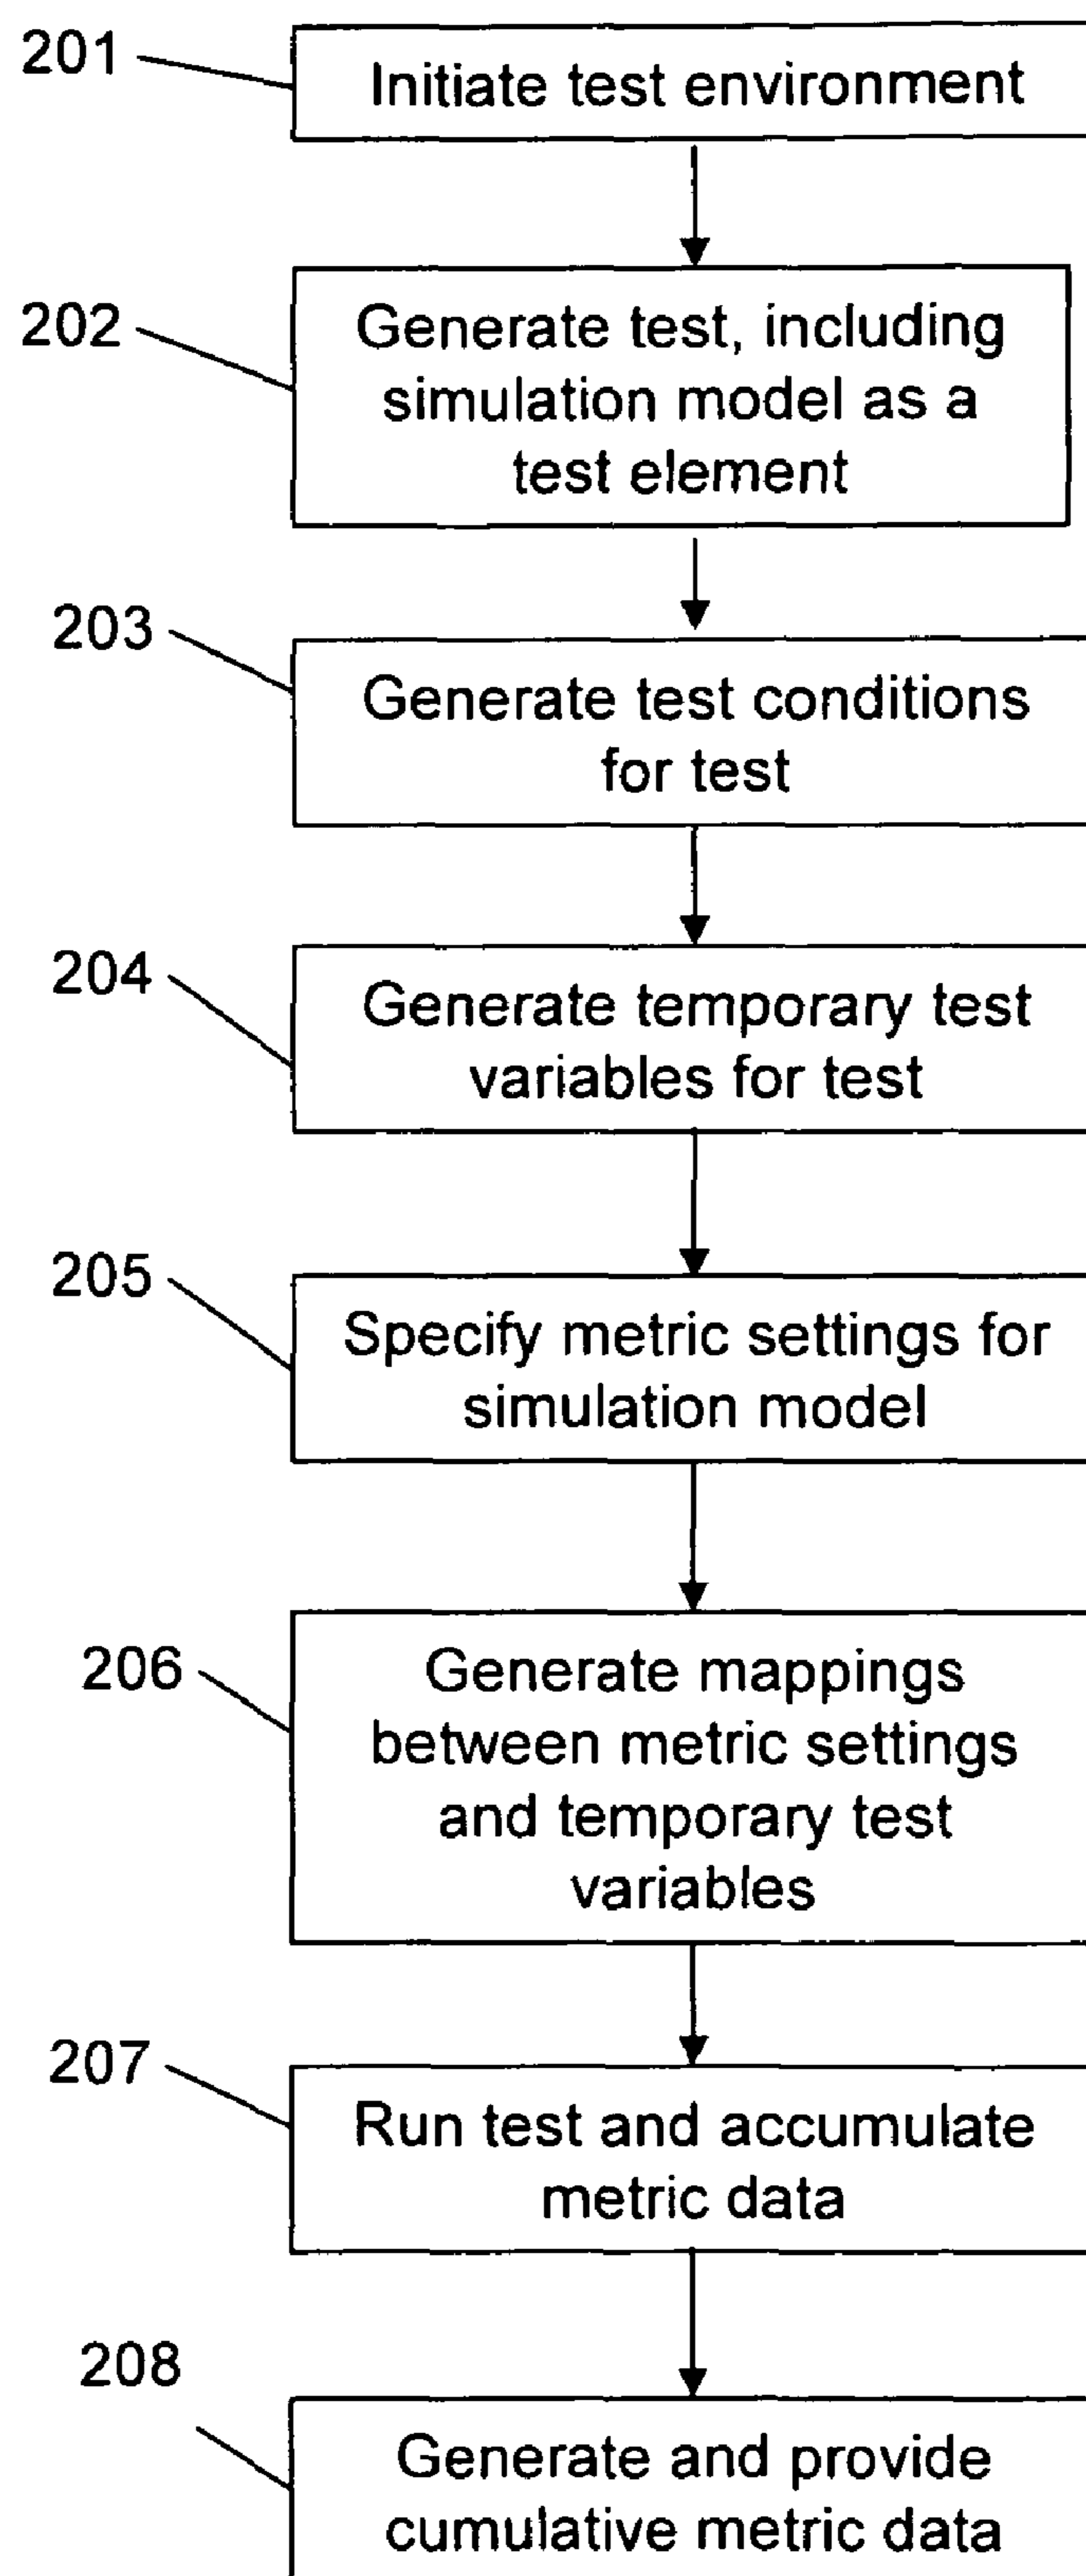 201
Initiate test environment
202
Generate test, including
simulation model as a
test element
203
Generate test conditions
for test
204
Generate temporary test
variables for test
205
Specify metric settings for
simulation model
206
Generate mappings
between metric settings
and temporary test
variables
207
Run test and accumulate
metric data
208
Generate and provide
cumulative metric data